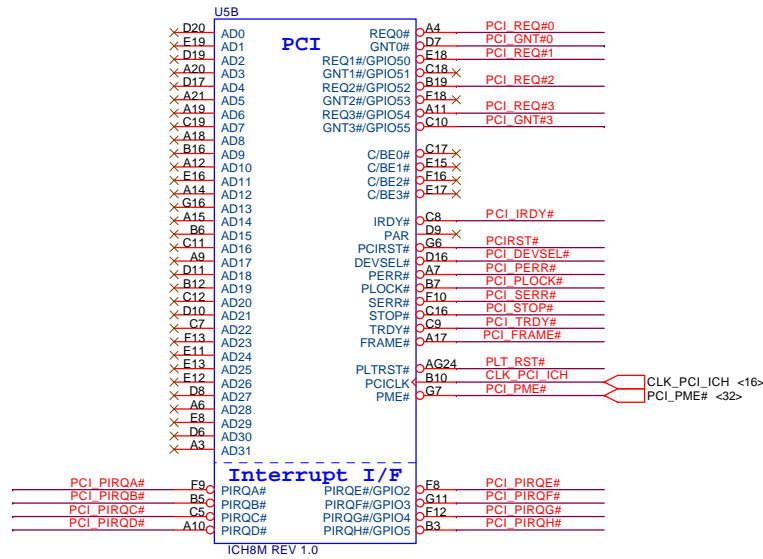 U5B
PCI
D20 AD0 REQ0# A4 PCI_REQ#0
E19 AD1 GNT0# D7 PCI_GNT#0
D19 AD2 REQ1#/GPIO50 E18 PCI_REQ#1
A20 AD3 GNT1#/GPIO51 C18
D17 AD4 REQ2#/GPIO52 B19 PCI_REQ#2
A21 AD5 GNT2#/GPIO53 F18
A19 AD6 REQ3#/GPIO54 A11 PCI_REQ#3
C19 AD7 GNT3#/GPIO55 C10 PCI_GNT#3
A18 AD8
B16 AD9 C/BE0# C17
A12 AD10 C/BE1# E15
E16 AD11 C/BE2# F16
A14 AD12 C/BE3# E17
G16 AD13
A15 AD14 IRDY# C8 PCI_IRDY#
B6 AD15 PAR D9
C11 AD16 PCIRST# G6 PCIRST#
A9 AD17 DEVSEL# D16 PCI_DEVSEL#
D11 AD18 PERR# A7 PCI_PERR#
B12 AD19 PLOCK# B7 PCI_PLOCK#
C12 AD20 SERR# F10 PCI_SERR#
D10 AD21 STOP# C16 PCI_STOP#
C7 AD22 TRDY# C9 PCI_TRDY#
F13 AD23 FRAME# A17 PCI_FRAME#
E11 AD24
E13 AD25 PLTRST# AG24 PLT_RST#
E12 AD26 PCICLK B10 CLK_PCI_ICH CLK_PCI_ICH <16>
D8 AD27 PME# G7 PCI_PME# PCI_PME# <32>
A6 AD28
E8 AD29
D6 AD30
A3 AD31
Interrupt I/F
PCI_PIRQA# F9 PIRQA# PIRQE#/GPIO2 F8 PCI_PIRQE#
PCI_PIRQB# B5 PIRQB# PIRQF#/GPIO3 G11 PCI_PIRQF#
PCI_PIRQC# C5 PIRQC# PIRQG#/GPIO4 F12 PCI_PIRQG#
PCI_PIRQD# A10 PIRQD# PIRQH#/GPIO5 B3 PCI_PIRQH#
ICH8M REV 1.0